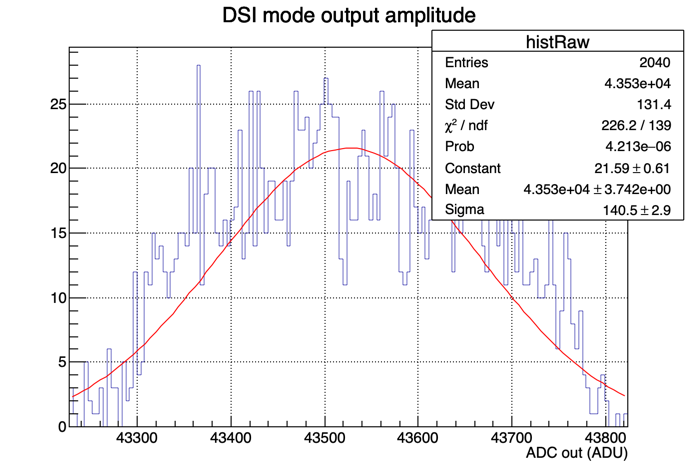 DSI mode output amplitude
histRaw
Entries 2040
Mean 4.353e+04
Std Dev 131.4
χ² / ndf 226.2 / 139
Prob 4.213e−06
Constant 21.59 ± 0.61
Mean 4.353e+04 ± 3.742e+00
Sigma 140.5 ± 2.9
25
20
15
10
5
0
43300 43400 43500 43600 43700 43800
ADC out (ADU)